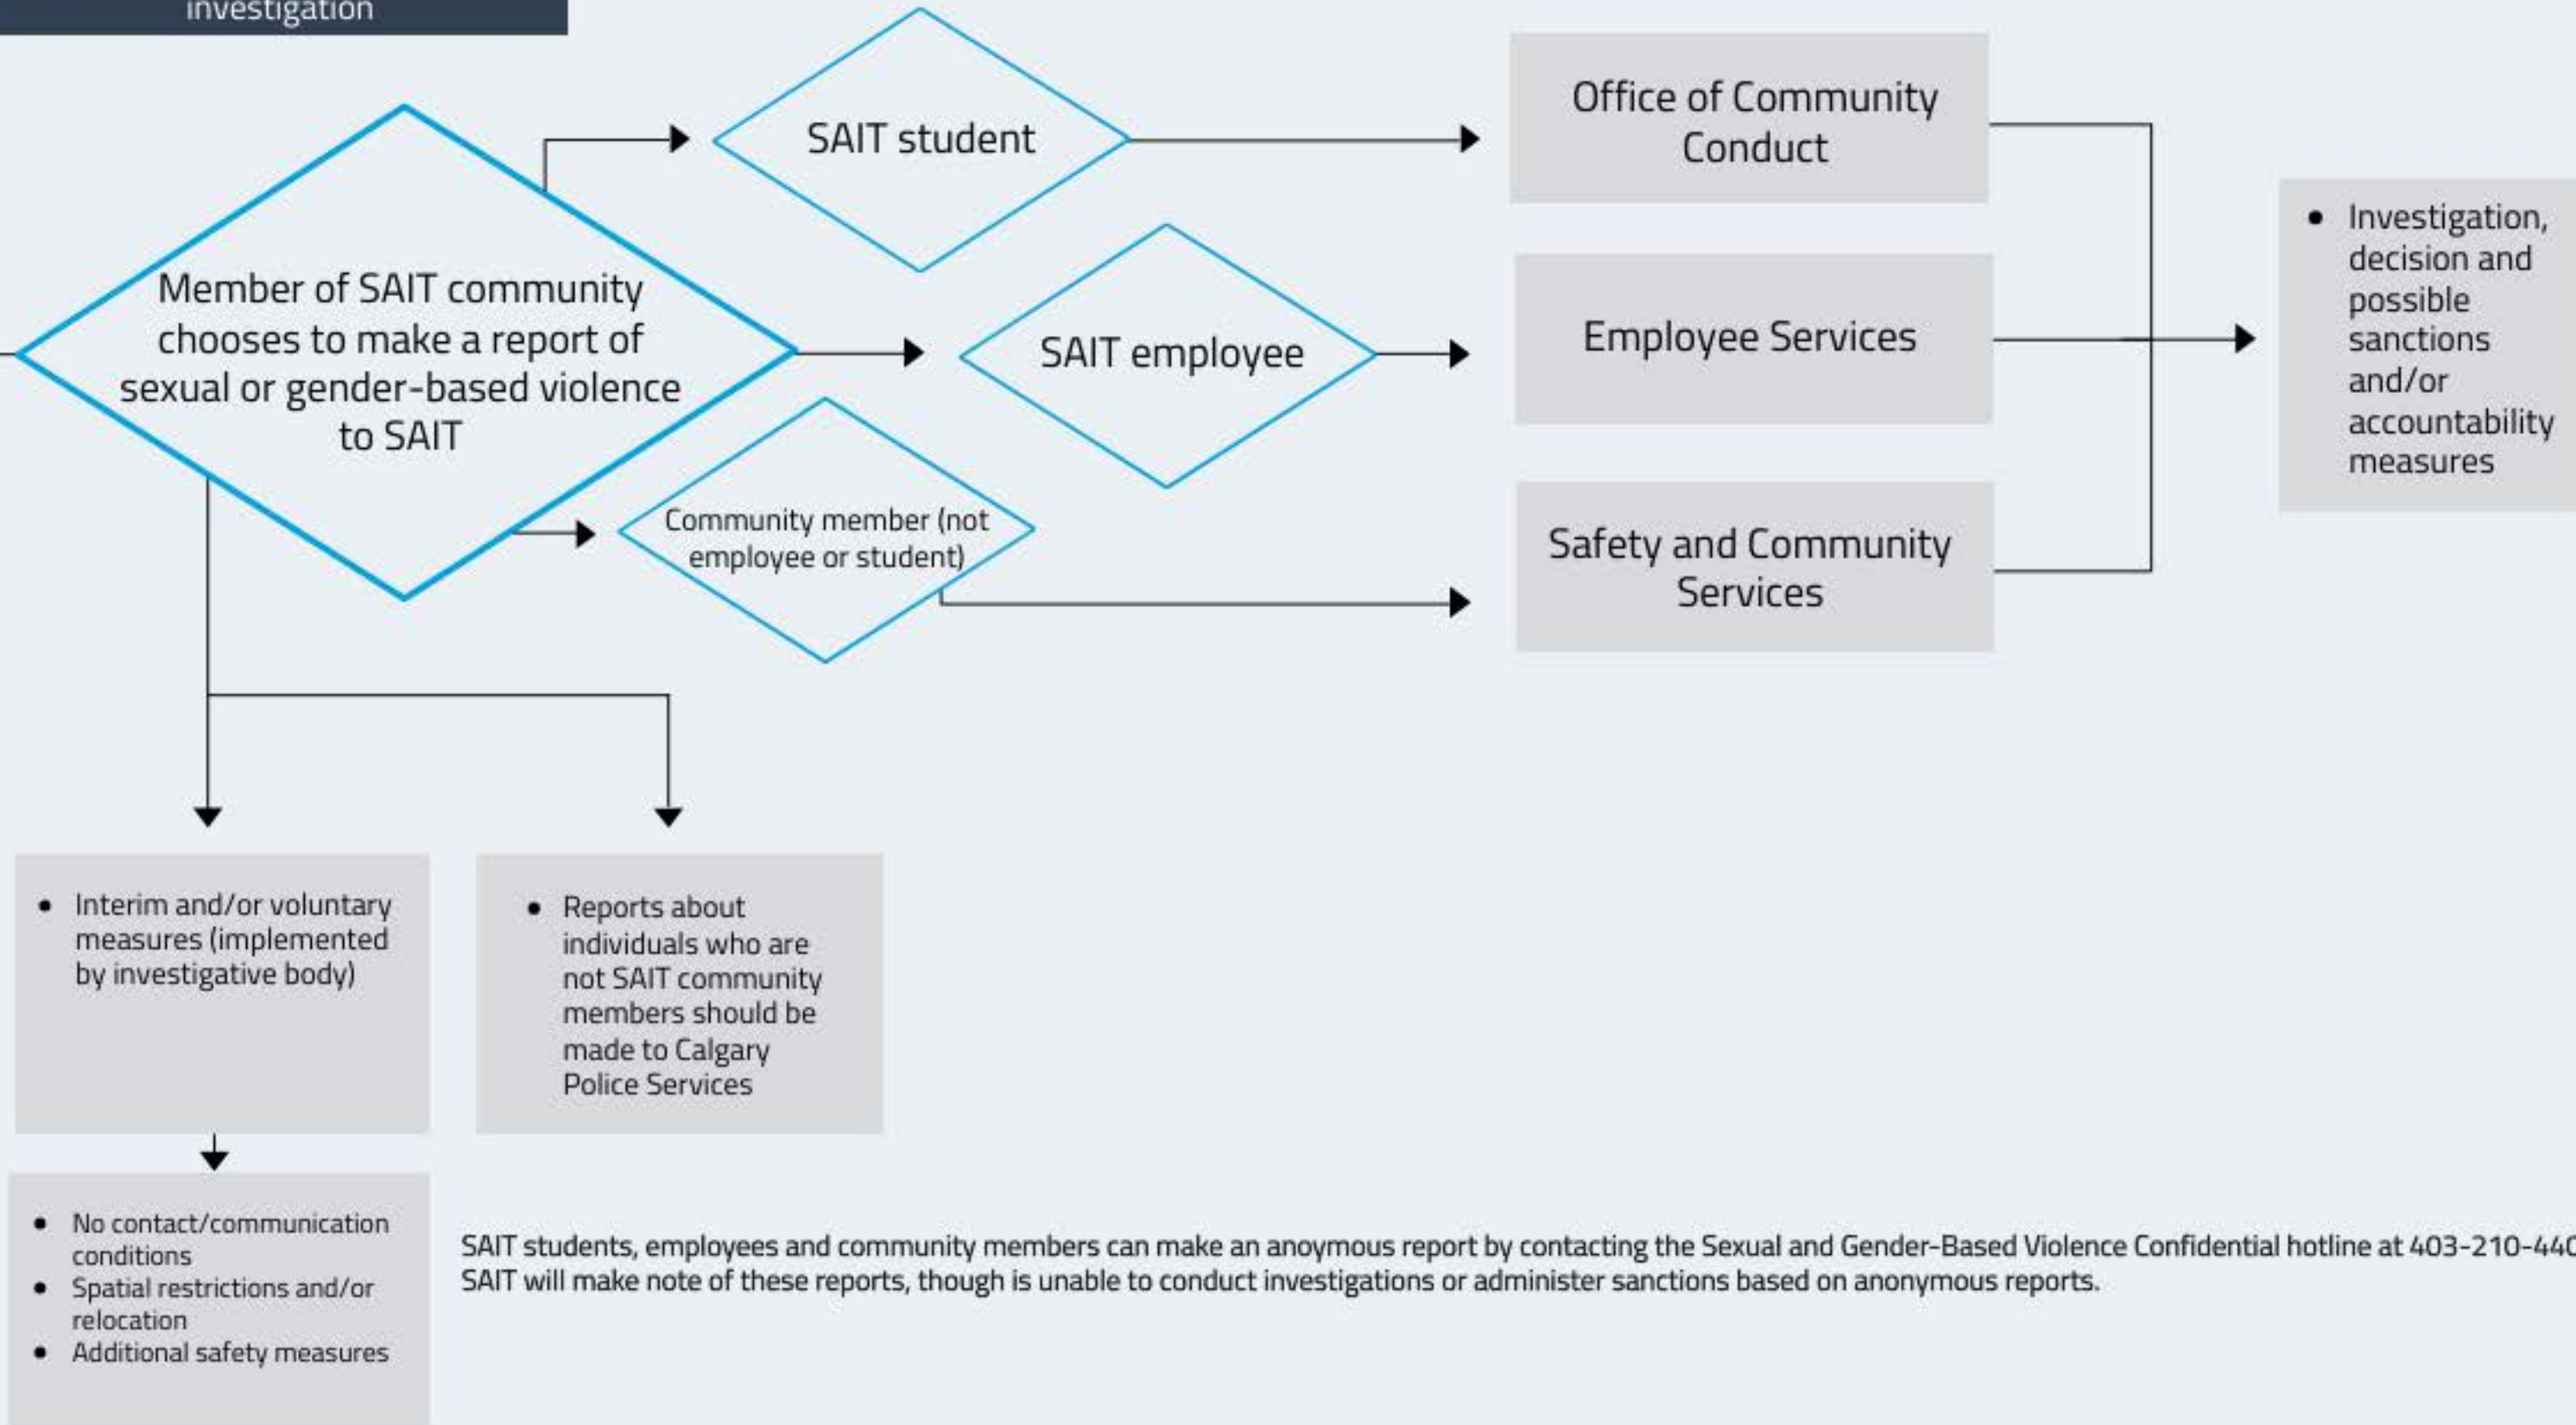 investigation
SAIT student
Office of Community
Conduct
Member of SAIT community
chooses to make a report of
sexual or gender-based violence
to SAIT
SAIT employee
Employee Services
Community member (not
employee or student)
Safety and Community
Services
• Investigation,
decision and
possible
sanctions
and/or
accountability
measures
• Interim and/or voluntary
measures (implemented
by investigative body)
• Reports about
individuals who are
not SAIT community
members should be
made to Calgary
Police Services
• No contact/communication
conditions
• Spatial restrictions and/or
relocation
• Additional safety measures
SAIT students, employees and community members can make an anoymous report by contacting the Sexual and Gender-Based Violence Confidential hotline at 403-210-440
SAIT will make note of these reports, though is unable to conduct investigations or administer sanctions based on anonymous reports.